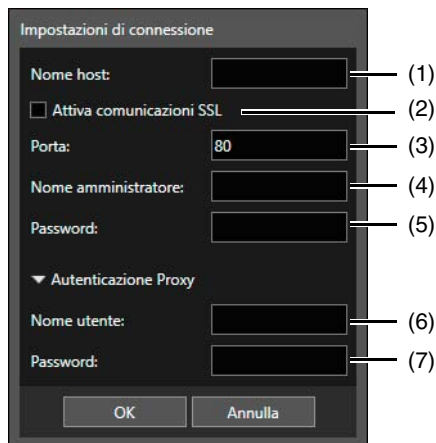 Impostazioni di connessione
Nome host: (1)
Attiva comunicazioni SSL (2)
Porta: 80 (3)
Nome amministratore: (4)
Password: (5)
Autenticazione Proxy
Nome utente: (6)
Password: (7)
OK Annulla